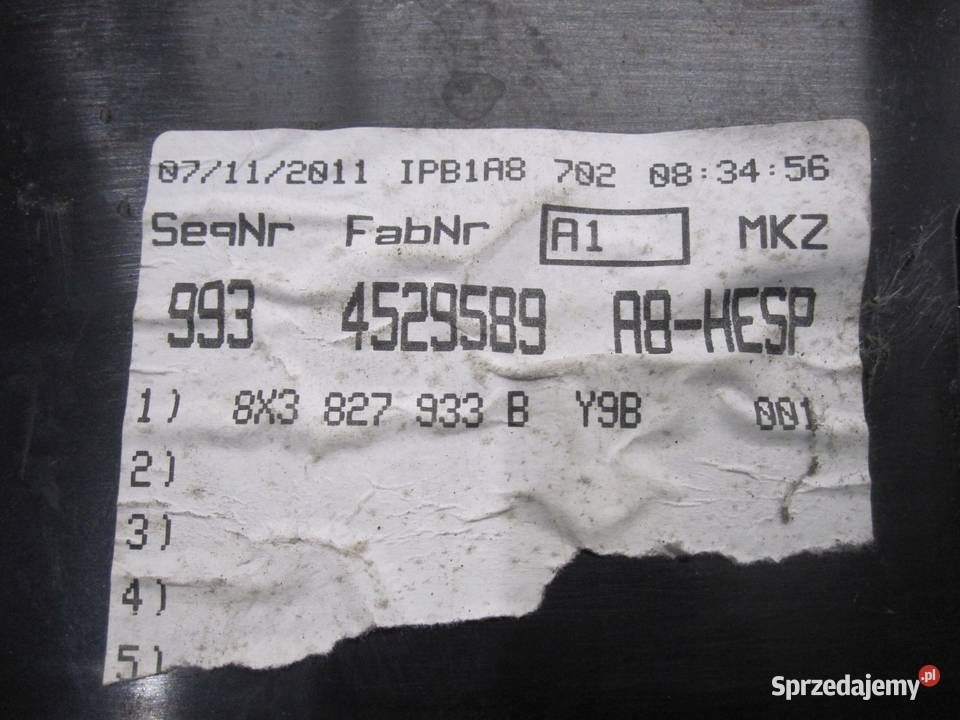 07/11/2011 IPB1A8 702 08:34:56
SeqNr FabNr A1 MKZ
993 4529589 A8-HESP
1) 8X3 827 933 B Y9B 001
2)
3)
4)
5)
Sprzedajemy.pl